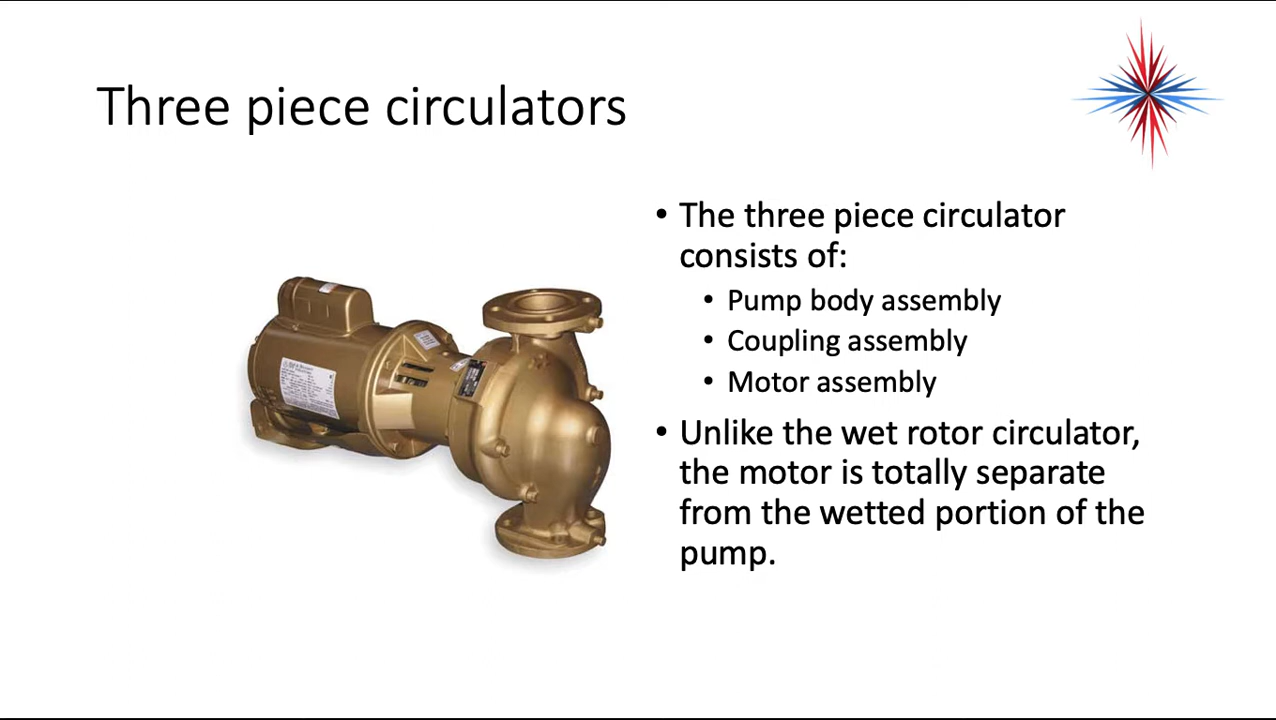 Three piece circulators
• The three piece circulator
consists of:
• Pump body assembly
• Coupling assembly
• Motor assembly
• Unlike the wet rotor circulator,
the motor is totally separate
from the wetted portion of the
pump.